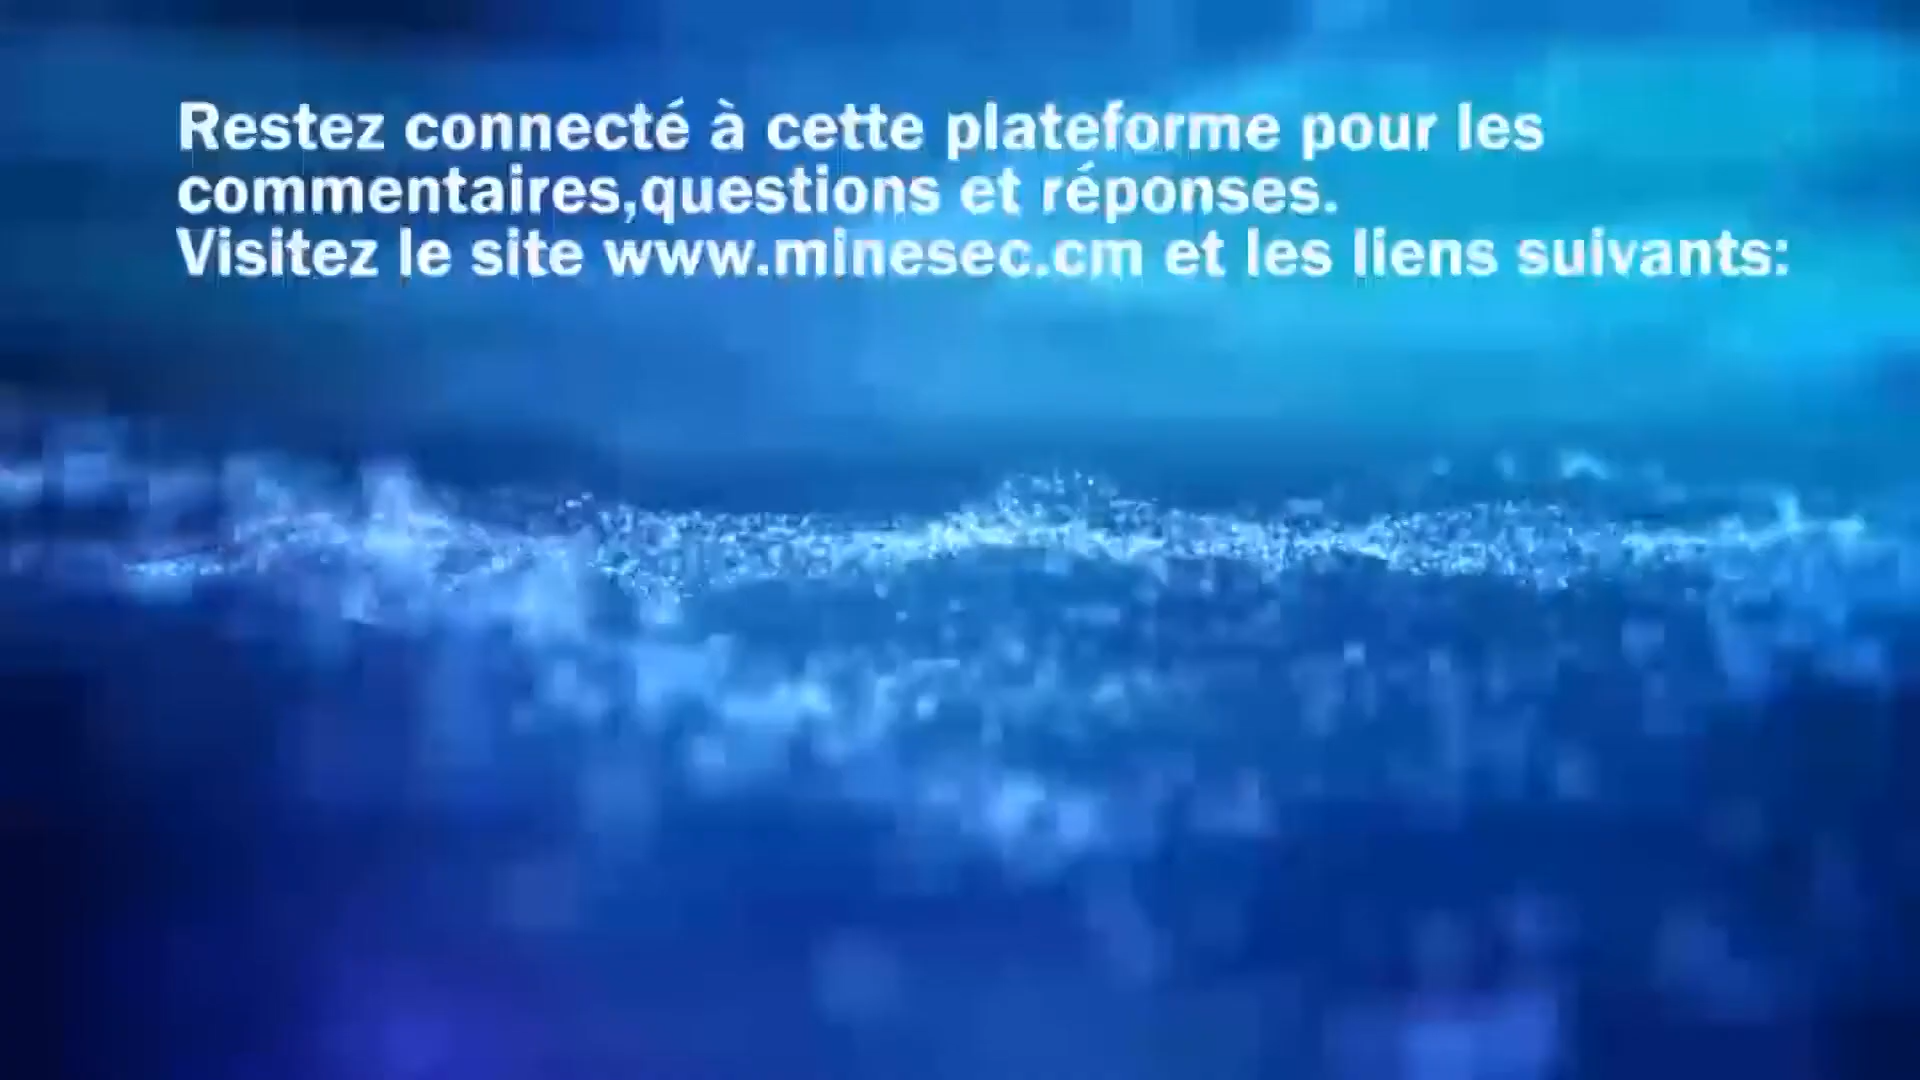 Restez connecté à cette plateforme pour les
commentaires,questions et réponses.
Visitez le site www.minesec.cm et les liens suivants: